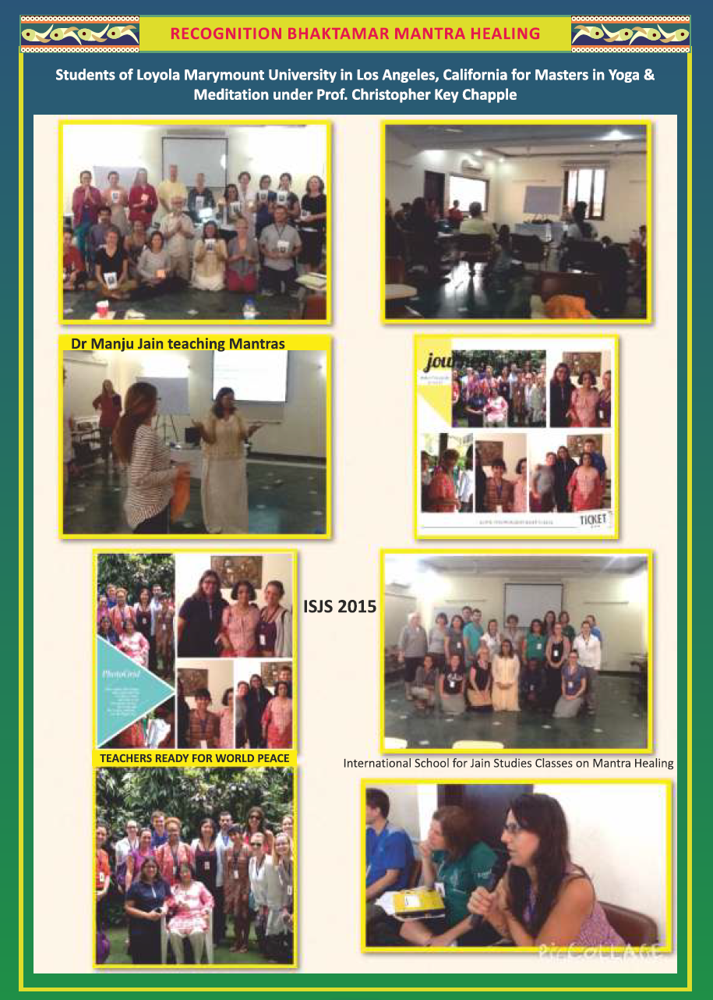 RECOGNITION BHAKTAMAR MANTRA HEALING
Students of Loyola Marymount University in Los Angeles, California for Masters in Yoga &
Meditation under Prof. Christopher Key Chapple
Dr Manju Jain teaching Mantras
TICKET
ISJS 2015
PhotoGrid
TEACHERS READY FOR WORLD PEACE
International School for Jain Studies Classes on Mantra Healing
PicCOLLAGE